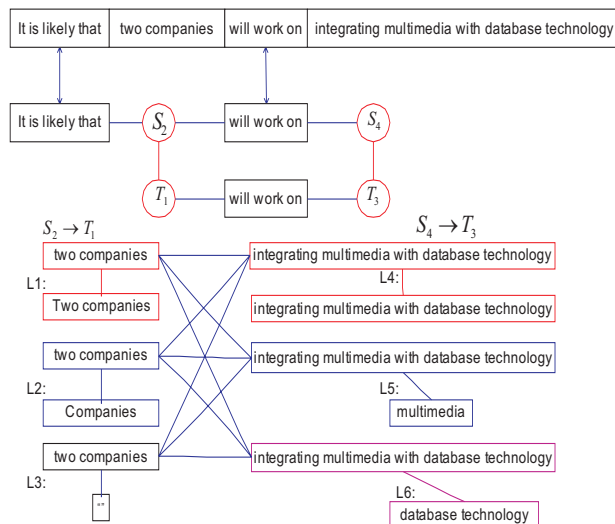 It is likely that two companies will work on integrating multimedia with database technology
It is likely that S2 will work on S4
T1 will work on T3
S2 → T1 S4 → T3
two companies integrating multimedia with database technology
L1: L4:
Two companies integrating multimedia with database technology
two companies integrating multimedia with database technology
L2: L5:
Companies multimedia
two companies integrating multimedia with database technology
L3: L6:
“” database technology